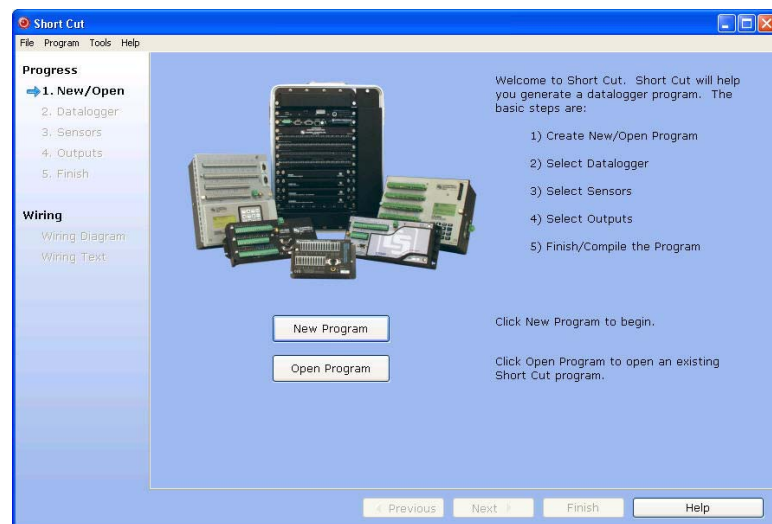 Short Cut
File Program Tools Help
Progress
1. New/Open
2. Datalogger
3. Sensors
4. Outputs
5. Finish
Wiring
Wiring Diagram
Wiring Text
Welcome to Short Cut. Short Cut will help
you generate a datalogger program. The
basic steps are:
1) Create New/Open Program
2) Select Datalogger
3) Select Sensors
4) Select Outputs
5) Finish/Compile the Program
New Program
Click New Program to begin.
Open Program
Click Open Program to open an existing
Short Cut program.
< Previous
Next >
Finish
Help